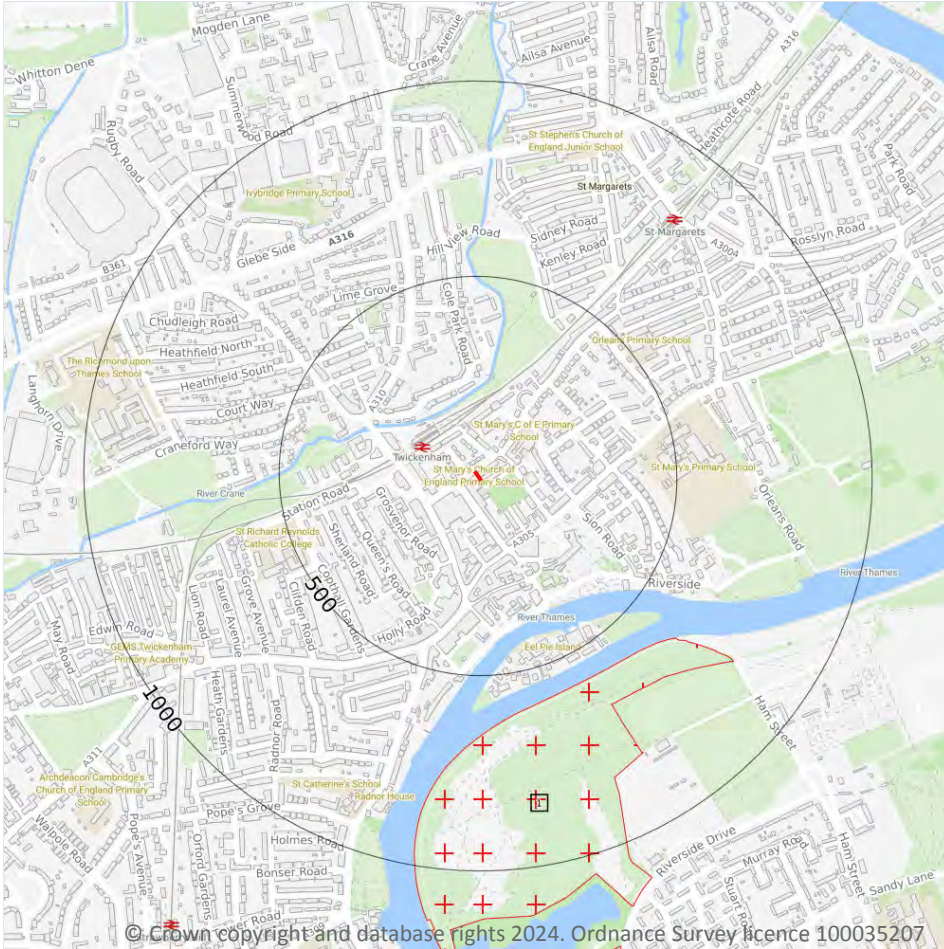 Mogden Lane
Crane Avenue
Ailsa Avenue
Ailsa Road
A316
Whitton Dene
Summerwood Road
Rugby Road
Heathcote Road
St Stephen's Church of
England Junior School
Park Road
Ivybridge Primary School
St Margarets
St Margarets
Sidney Road
Kenley Road
A3004
Rosslyn Road
Hill View Road
A316
Glebe Side
B361
Lime Grove
Cole Park Road
Chudleigh Road
Heathfield North
Heathfield South
Court Way
A310
Craneford Way
The Richmond upon
Thames School
Langhorn Drive
Orleans Primary School
St Mary's C of E Primary
School
Twickenham
St Mary's Church of
England Primary School
St Mary's Primary School
River Crane
Station Road
Orleans Road
St Richard Reynolds
Catholic College
Grosvenor Road
Queen's Road
Sherland Road
Copthall Gardens
A305
Sion Road
Riverside
River Thames
500
Clifden Road
Grove Avenue
Laurel Avenue
Lion Road
May Road
Edwin Road
Holly Road
River Thames
Eel Pie Island
GEMS Twickenham
Primary Academy
1000
Heath Gardens
Radnor Road
Ham Street
A311
Archdeacon Cambridge's
Church of England Primary
School
St Catherine's School
Radnor House
Pope's Grove
Walpole Road
Pope's Avenue
Orford Gardens
Holmes Road
Bonser Road
Riverside Drive
Murray Road
Ham Street
Stuart Road
Sandy Lane
Road
© Crown copyright and database rights 2024. Ordnance Survey licence 100035207